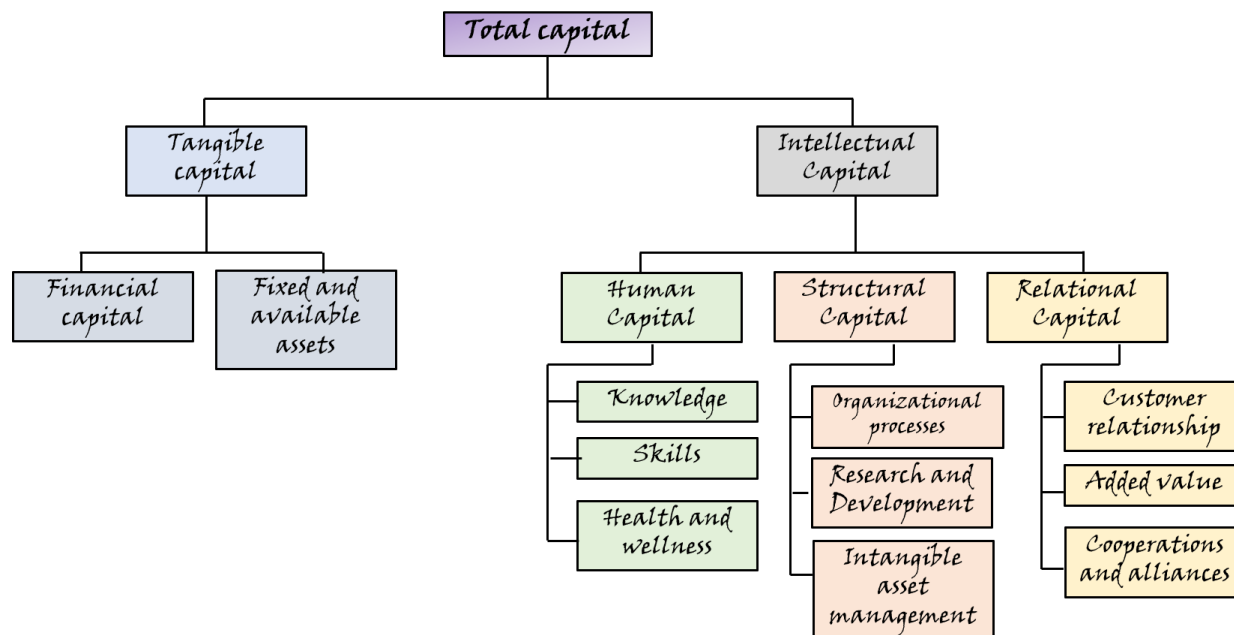 Total capital
Tangible
capital
Intellectual
Capital
Financial
capital
Fixed and
available
assets
Human
Capital
Structural
Capital
Relational
Capital
Knowledge
Skills
Health and
wellness
Organizational
processes
Research and
Development
Intangible
asset
management
Customer
relationship
Added value
Cooperations
and alliances